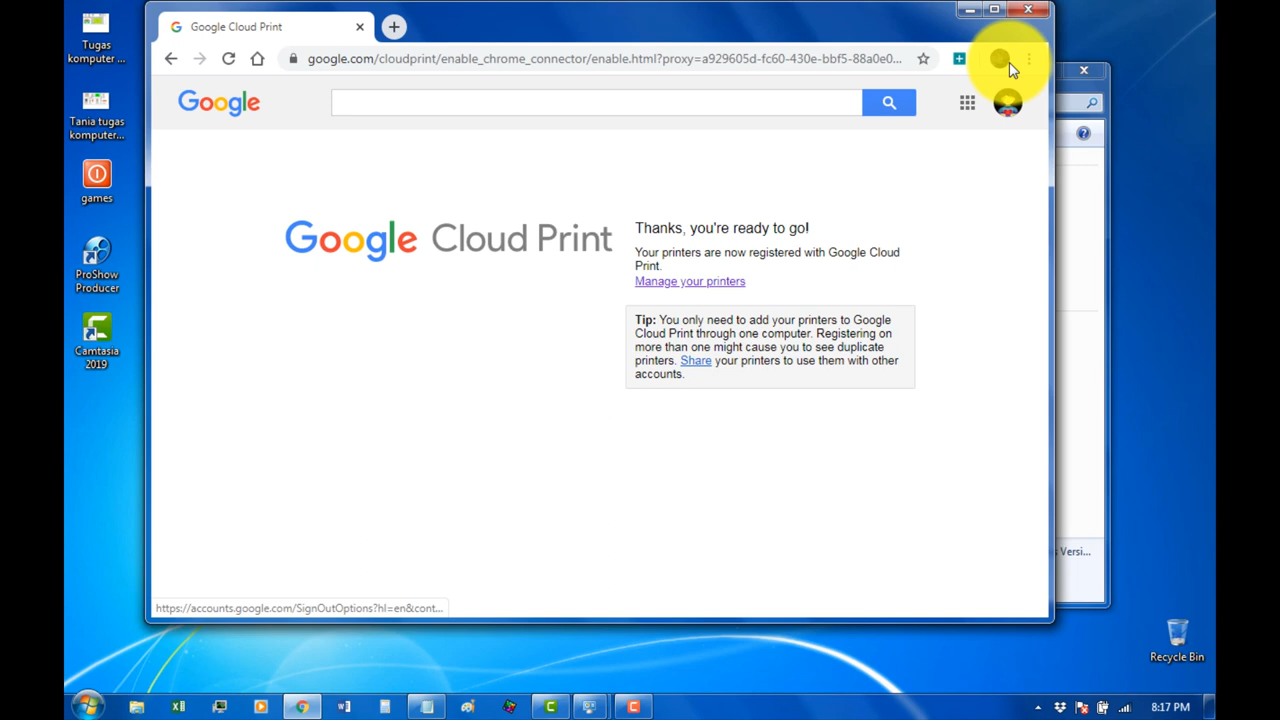 Tugas
komputer ...
Tania tugas
komputer...
games
ProShow
Producer
Camtasia
2019
Google Cloud Print
google.com/cloudprint/enable_chrome_connector/enable.html?proxy=a929605d-fc60-430e-bbf5-88a0e0...
Google
Google Cloud Print
Thanks, you're ready to go!
Your printers are now registered with Google Cloud
Print.
Manage your printers
Tip: You only need to add your printers to Google
Cloud Print through one computer. Registering on
more than one might cause you to see duplicate
printers. Share your printers to use them with other
accounts.
s Versi...
https://accounts.google.com/SignOutOptions?hl=en&cont...
Recycle Bin
8:17 PM